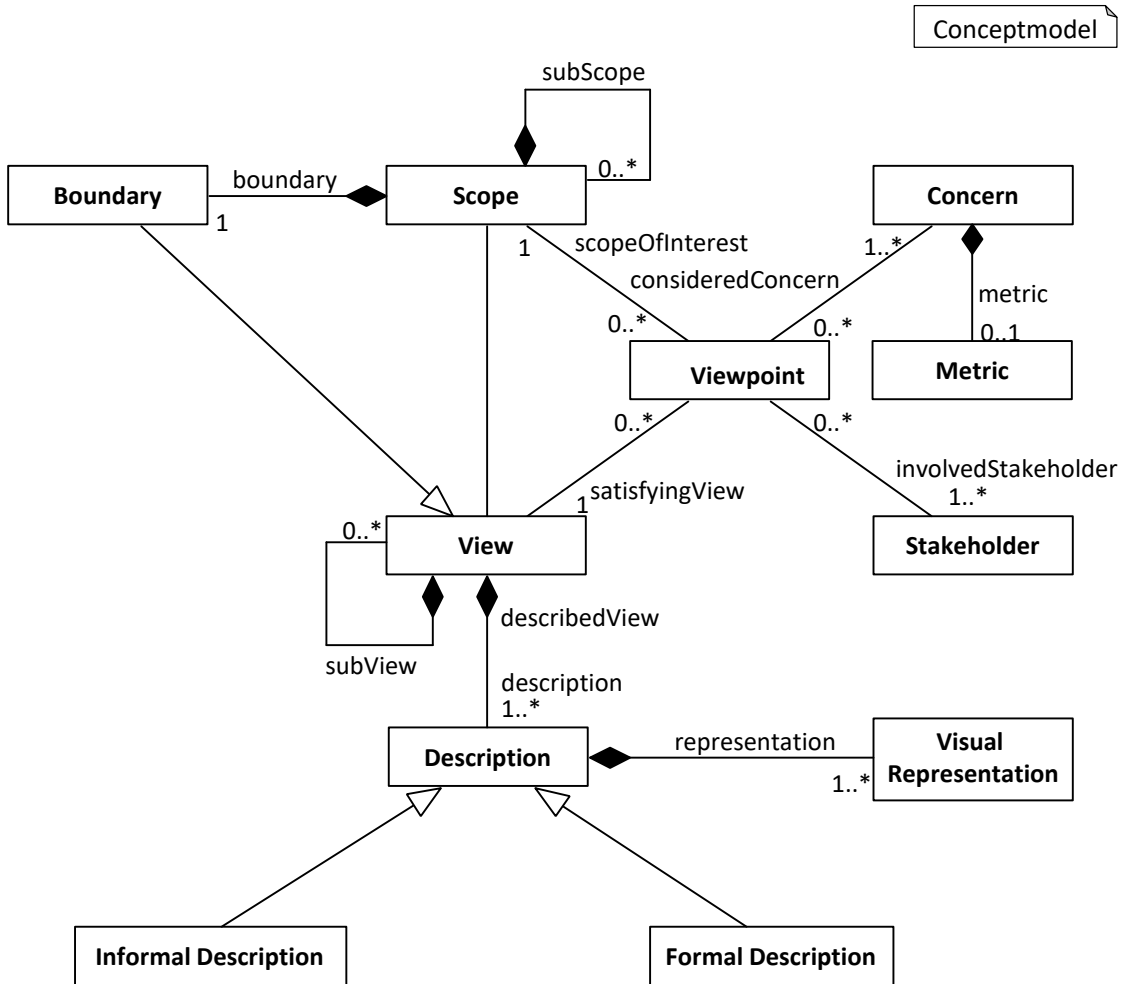 Conceptmodel
subScope
0..*
Boundary
boundary
1
Scope
Concern
1
scopeOfInterest
1..*
consideredConcern
metric
0..*
0..*
0..1
Viewpoint
Metric
0..*
0..*
involvedStakeholder
satisfyingView
1
1..*
0..*
View
Stakeholder
describedView
subView
description
1..*
Description
representation
1..*
Visual
Representation
Informal Description
Formal Description